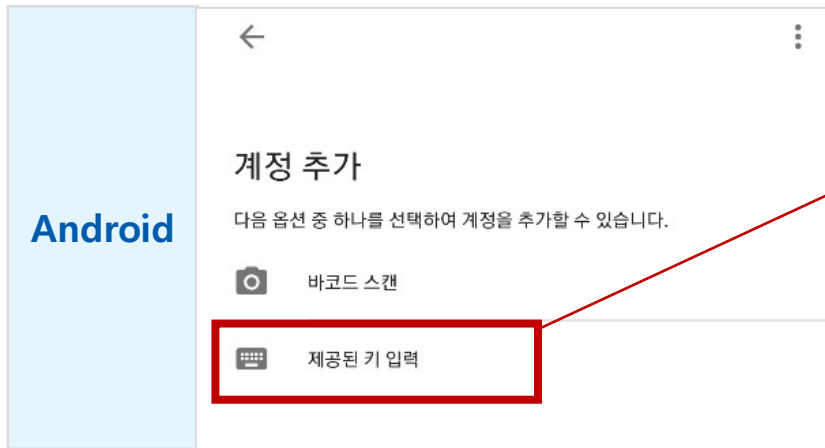 Android
계정 추가
다음 옵션 중 하나를 선택하여 계정을 추가할 수 있습니다.
바코드 스캔
제공된 키 입력